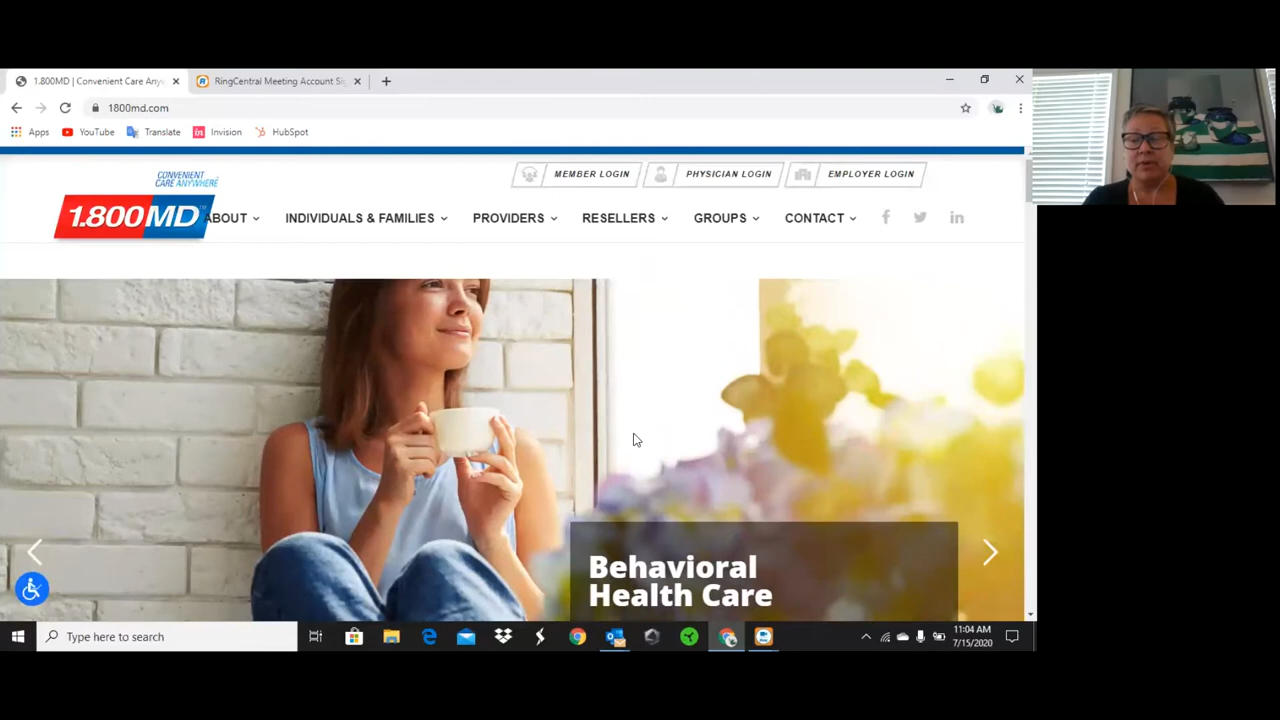 1.800MD | Convenient Care Any
RingCentral Meeting Account Si
1800md.com
Apps
YouTube
Translate
Invision
HubSpot
MEMBER LOGIN
PHYSICIAN LOGIN
EMPLOYER LOGIN
CONVENIENT
CARE ANYWHERE
1.800MD
ABOUT
INDIVIDUALS & FAMILIES
PROVIDERS
RESELLERS
GROUPS
CONTACT
Behavioral
Health Care
Type here to search
11:04 AM
7/15/2020